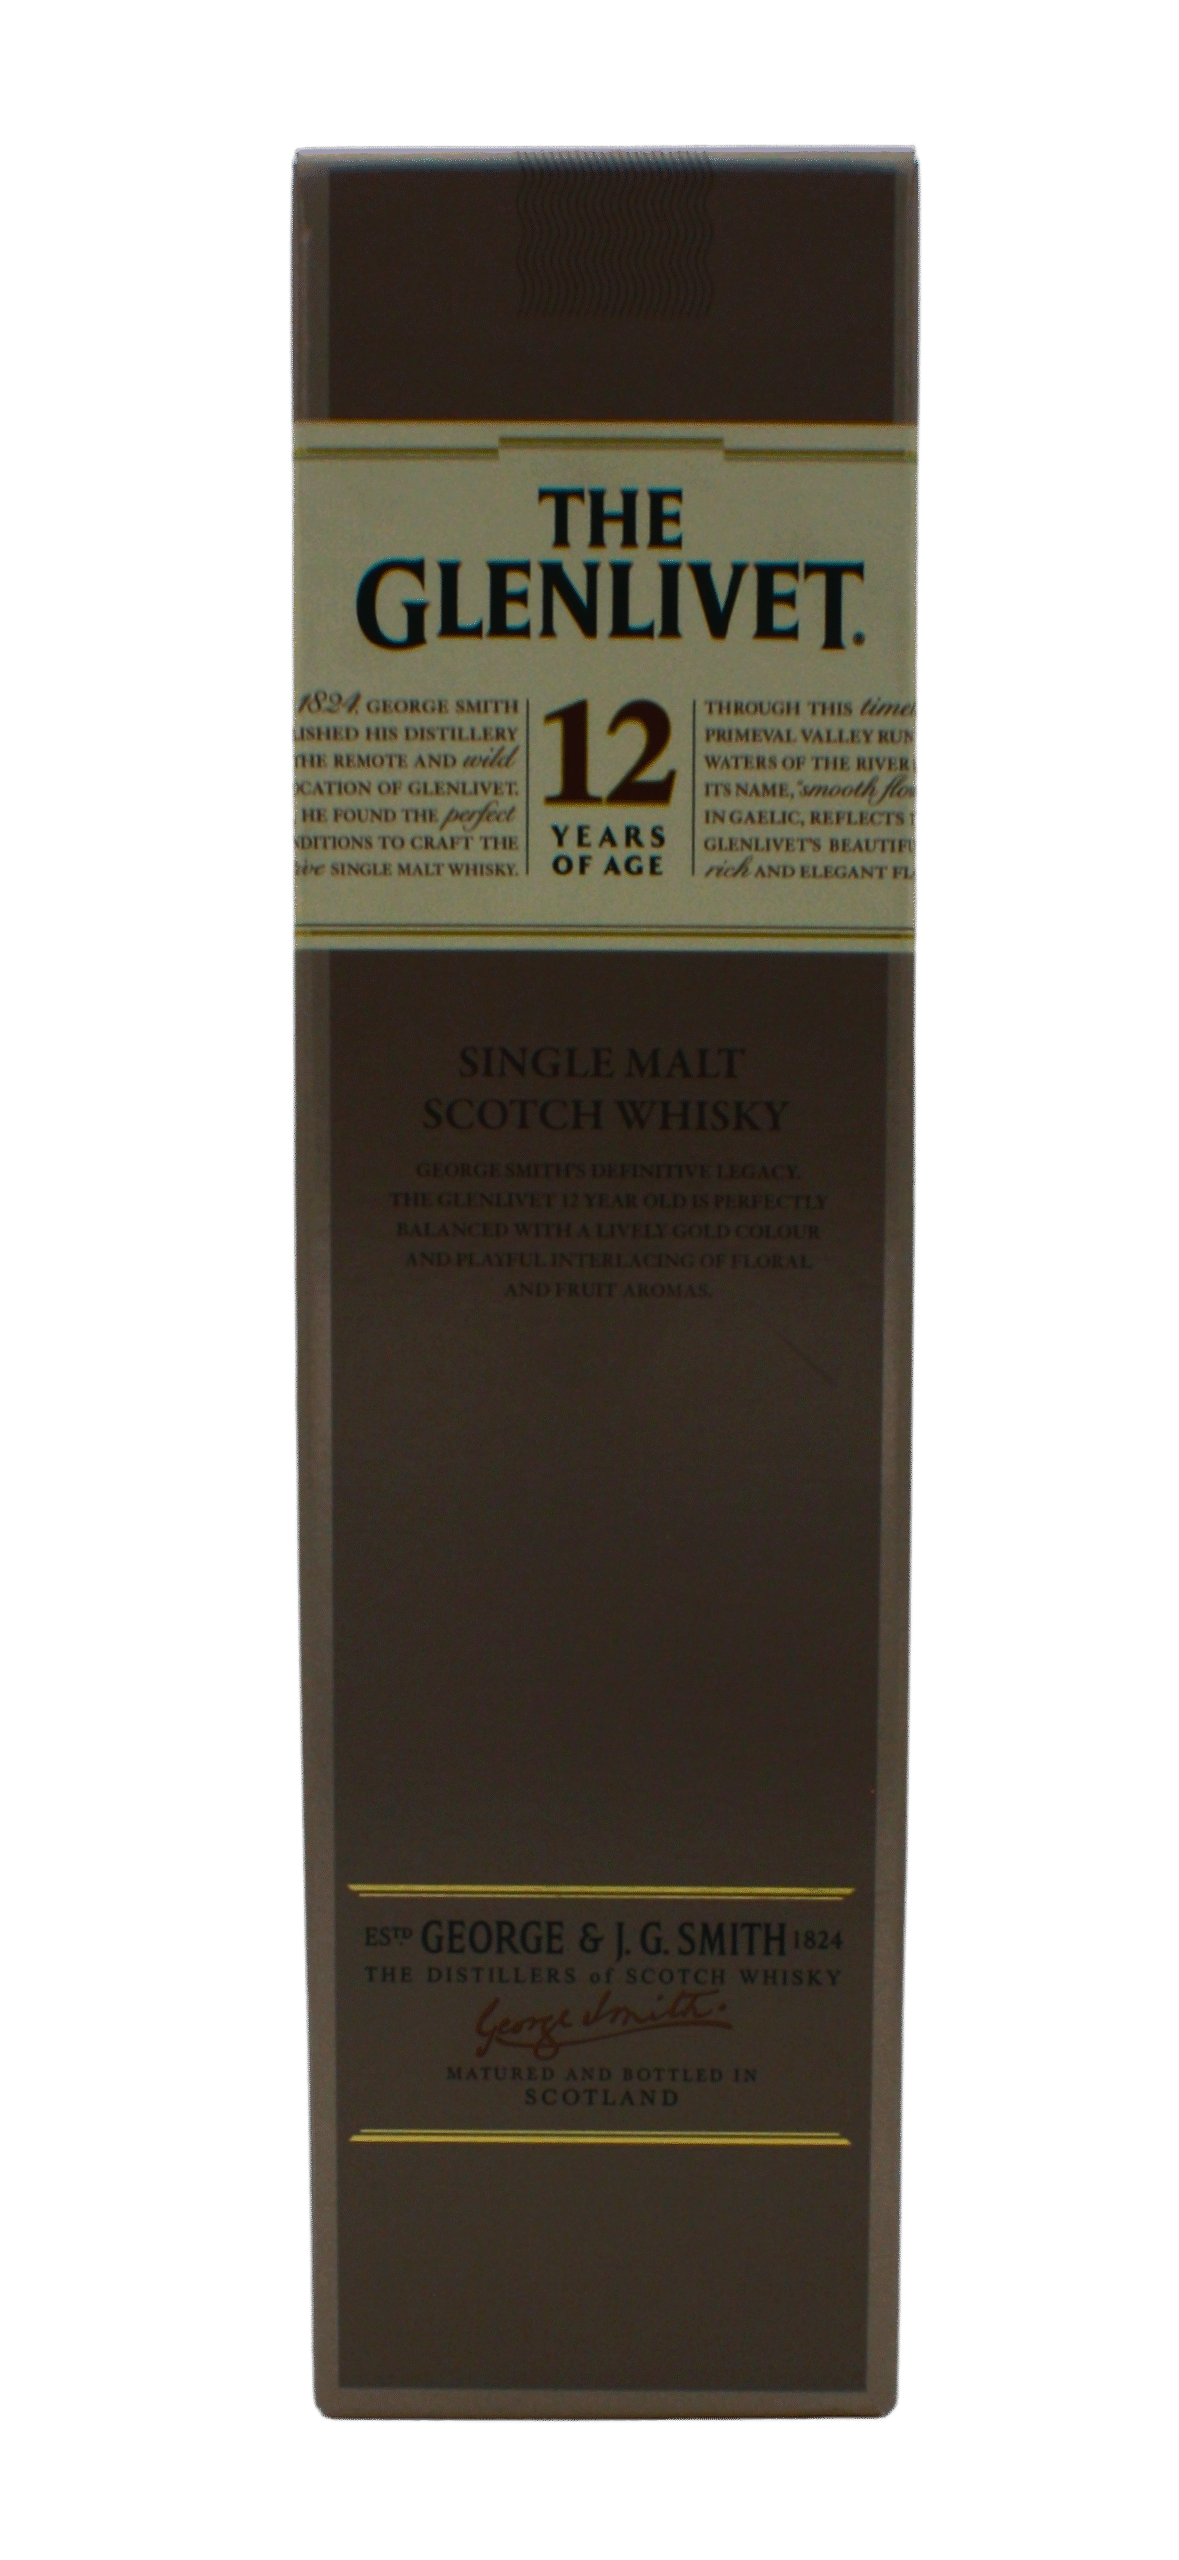 THE
GLENLIVET.
1824, GEORGE SMITH
ISHED HIS DISTILLERY
THE REMOTE AND wild
OCATION OF GLENLIVET.
HE FOUND THE perfect
NDITIONS TO CRAFT THE
SINGLE MALT WHISKY.
12
YEARS
OF AGE
THROUGH THIS
PRIMEVAL VALLEY RUN
WATERS OF THE RIVER
ITS NAME, "smooth flo
IN GAELIC, REFLECTS
GLENLIVET'S BEAUTIFU
rich AND ELEGANT FL
SINGLE MALT
SCOTCH WHISKY
GEORGE SMITH'S DEFINITIVE LEGACY.
THE GLENLIVET 12 YEAR OLD IS PERFECTLY
BALANCED WITH A LIVELY GOLD COLOUR
AND PLAYFUL INTERLACING OF FLORAL
AND FRUIT AROMAS.
ESTD. GEORGE & J. G. SMITH 1824
THE DISTILLERS of SCOTCH WHISKY
George Smith.
MATURED AND BOTTLED IN
SCOTLAND